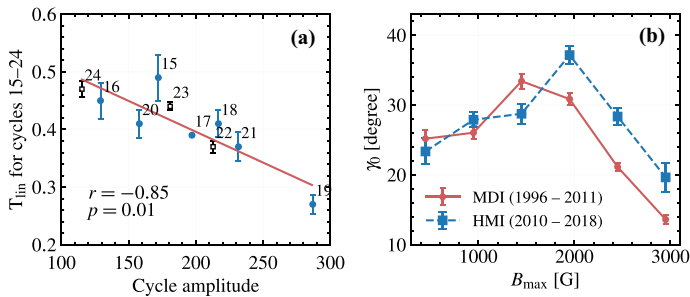 0.6
0.5
0.4
0.3
0.2
T_lin for cycles 15–24
(a)
24
16
15
23
20
17
18
22
21
19
r = −0.85
p = 0.01
100
150
200
250
300
Cycle amplitude
40
30
20
10
γ₀ [degree]
(b)
MDI (1996 – 2011)
HMI (2010 – 2018)
1000
2000
3000
B_max [G]